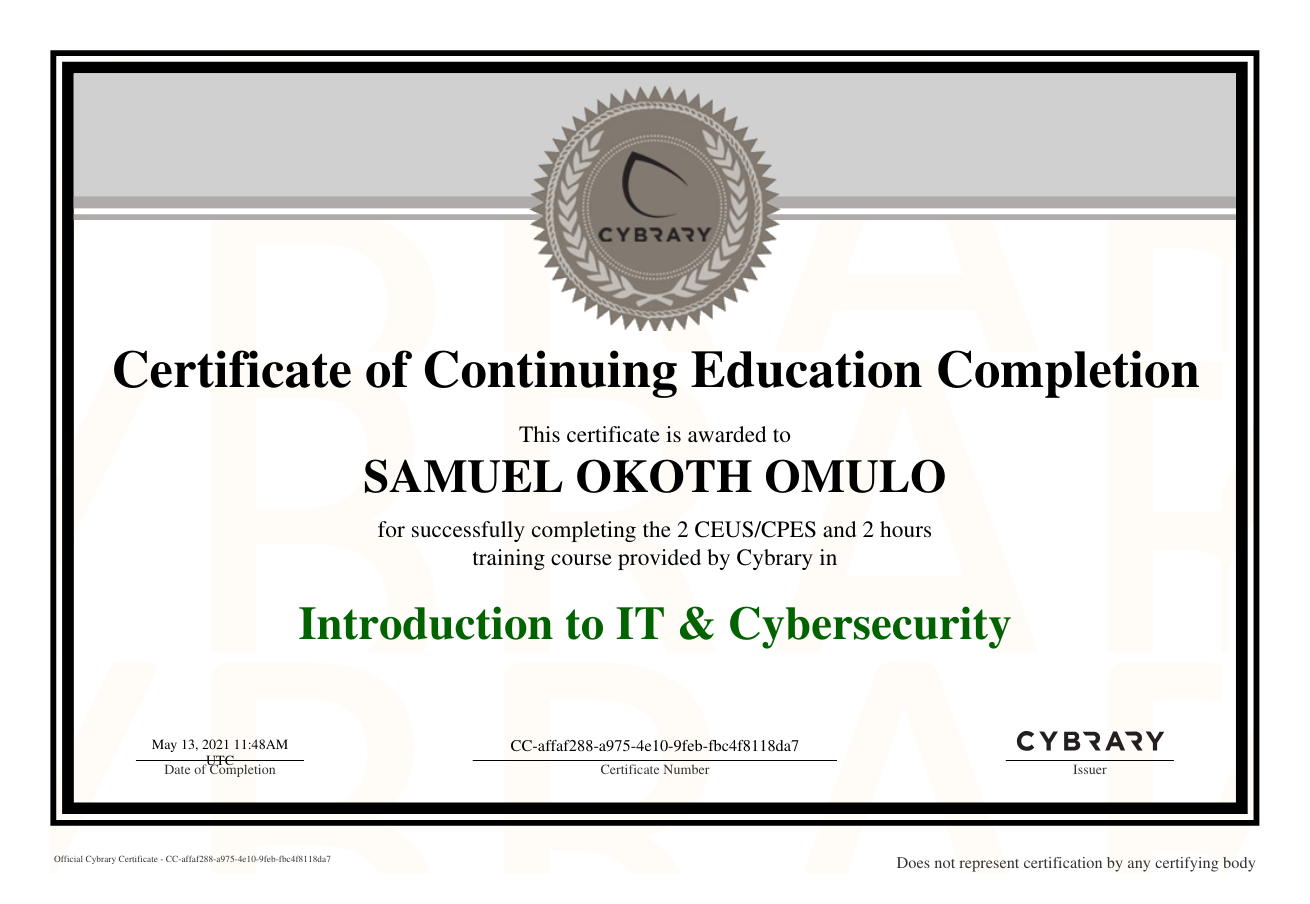 CYBRARY
Certificate of Continuing Education Completion
This certificate is awarded to
SAMUEL OKOTH OMULO
for successfully completing the 2 CEUS/CPES and 2 hours
training course provided by Cybrary in
Introduction to IT & Cybersecurity
May 13, 2021 11:48AM
UTC
Date of Completion
CC-affaf288-a975-4e10-9feb-fbc4f8118da7
Certificate Number
CYBRARY
Issuer
Official Cybrary Certificate - CC-affaf288-a975-4e10-9feb-fbc4f8118da7
Does not represent certification by any certifying body